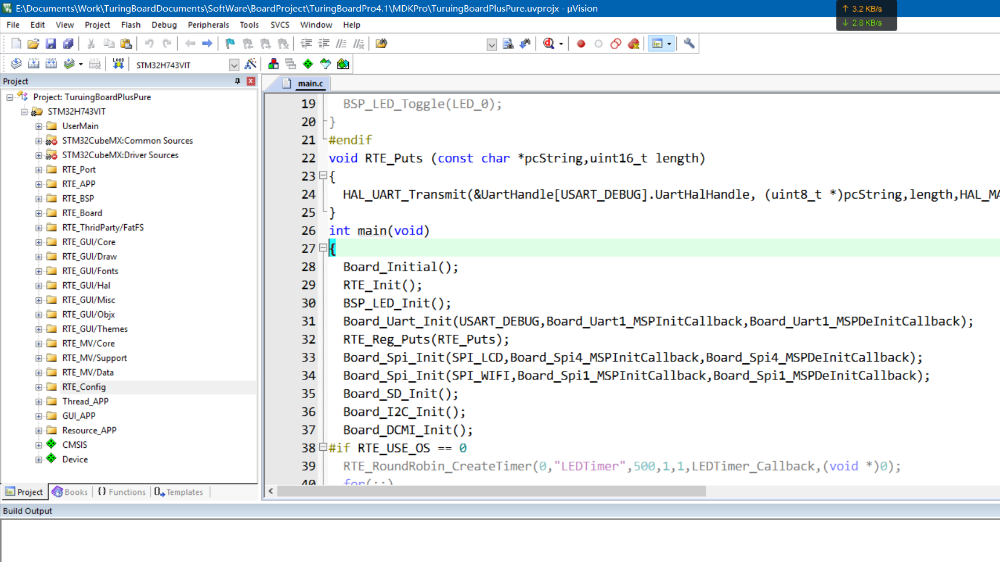 E:\Documents\Work\TuringBoardDocuments\SoftWare\BoardProject\TuringBoardPro4.1\MDKPro\TuruingBoardPlusPure.uvprojx - µVision
↑ 3.2 KB/s
↓ 2.8 KB/s
File Edit View Project Flash Debug Peripherals Tools SVCS Window Help
LOAD
STM32H743VIT
Project
Project: TuruingBoardPlusPure
STM32H743VIT
UserMain
STM32CubeMX:Common Sources
STM32CubeMX:Driver Sources
RTE_Port
RTE_APP
RTE_BSP
RTE_Board
RTE_ThridParty/FatFS
RTE_GUI/Core
RTE_GUI/Draw
RTE_GUI/Fonts
RTE_GUI/Hal
RTE_GUI/Misc
RTE_GUI/Objx
RTE_GUI/Themes
RTE_MV/Core
RTE_MV/Support
RTE_MV/Data
RTE_Config
Thread_APP
GUI_APP
Resource_APP
CMSIS
Device
Project Books {} Functions Templates
main.c
19 BSP_LED_Toggle(LED_0);
20 }
21 #endif
22 void RTE_Puts (const char *pcString,uint16_t length)
23 {
24 HAL_UART_Transmit(&UartHandle[USART_DEBUG].UartHalHandle, (uint8_t *)pcString,length,HAL_MA
25 }
26 int main(void)
27 {
28 Board_Initial();
29 RTE_Init();
30 BSP_LED_Init();
31 Board_Uart_Init(USART_DEBUG,Board_Uart1_MSPInitCallback,Board_Uart1_MSPDeInitCallback);
32 RTE_Reg_Puts(RTE_Puts);
33 Board_Spi_Init(SPI_LCD,Board_Spi4_MSPInitCallback,Board_Spi4_MSPDeInitCallback);
34 Board_Spi_Init(SPI_WIFI,Board_Spi1_MSPInitCallback,Board_Spi1_MSPDeInitCallback);
35 Board_SD_Init();
36 Board_I2C_Init();
37 Board_DCMI_Init();
38 #if RTE_USE_OS == 0
39 RTE_RoundRobin_CreateTimer(0,"LEDTimer",500,1,1,LEDTimer_Callback,(void *)0);
40 for(;;)
Build Output